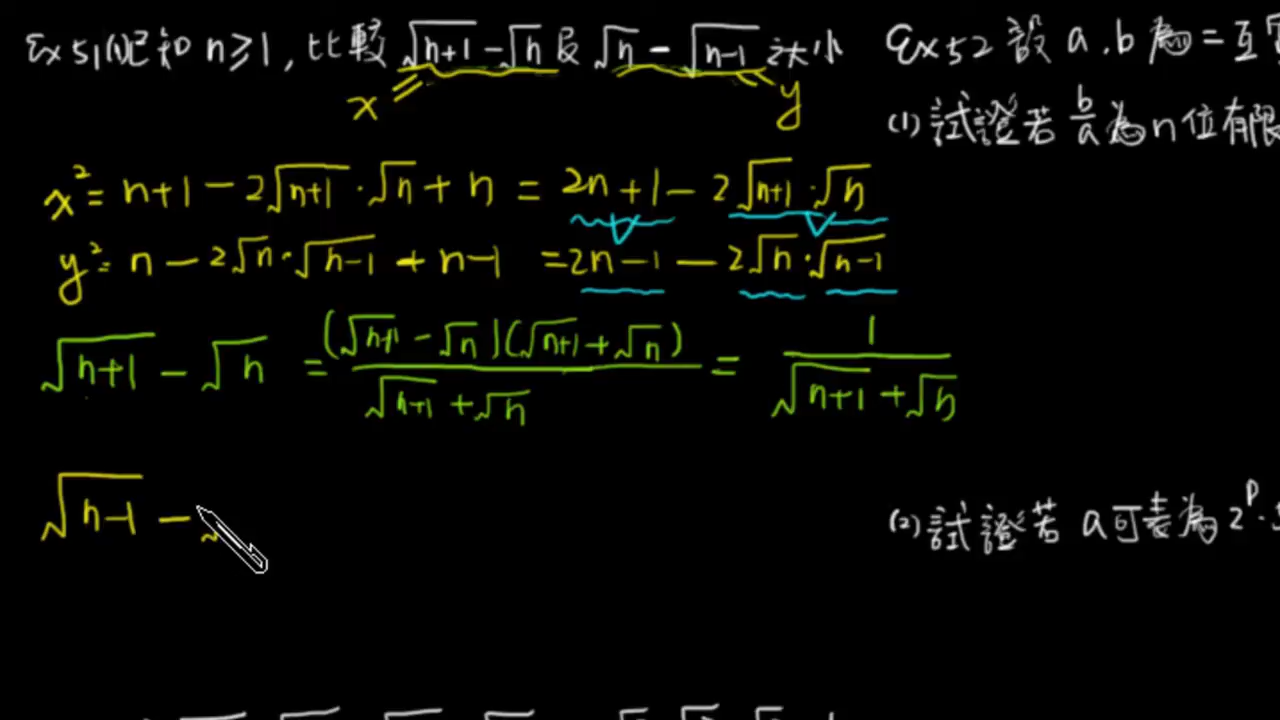 Ex51(1)已知 n≥1, 比較 √(n+1) - √n 及 √n - √(n-1) 之大小
x = y
x² = n+1 - 2√(n+1)·√n + n = 2n+1 - 2√(n+1)·√n
y² = n - 2√n·√(n-1) + n-1 = 2n-1 - 2√n·√(n-1)
√(n+1) - √n = (√(n+1) - √n)(√(n+1) + √n) / (√(n+1) + √n) = 1 / (√(n+1) + √n)
√(n-1) -
Ex52 設 a、b 為二互
(1) 試證若 b/a 為 n 位有限
(2) 試證若 a 可表為 2^p ·